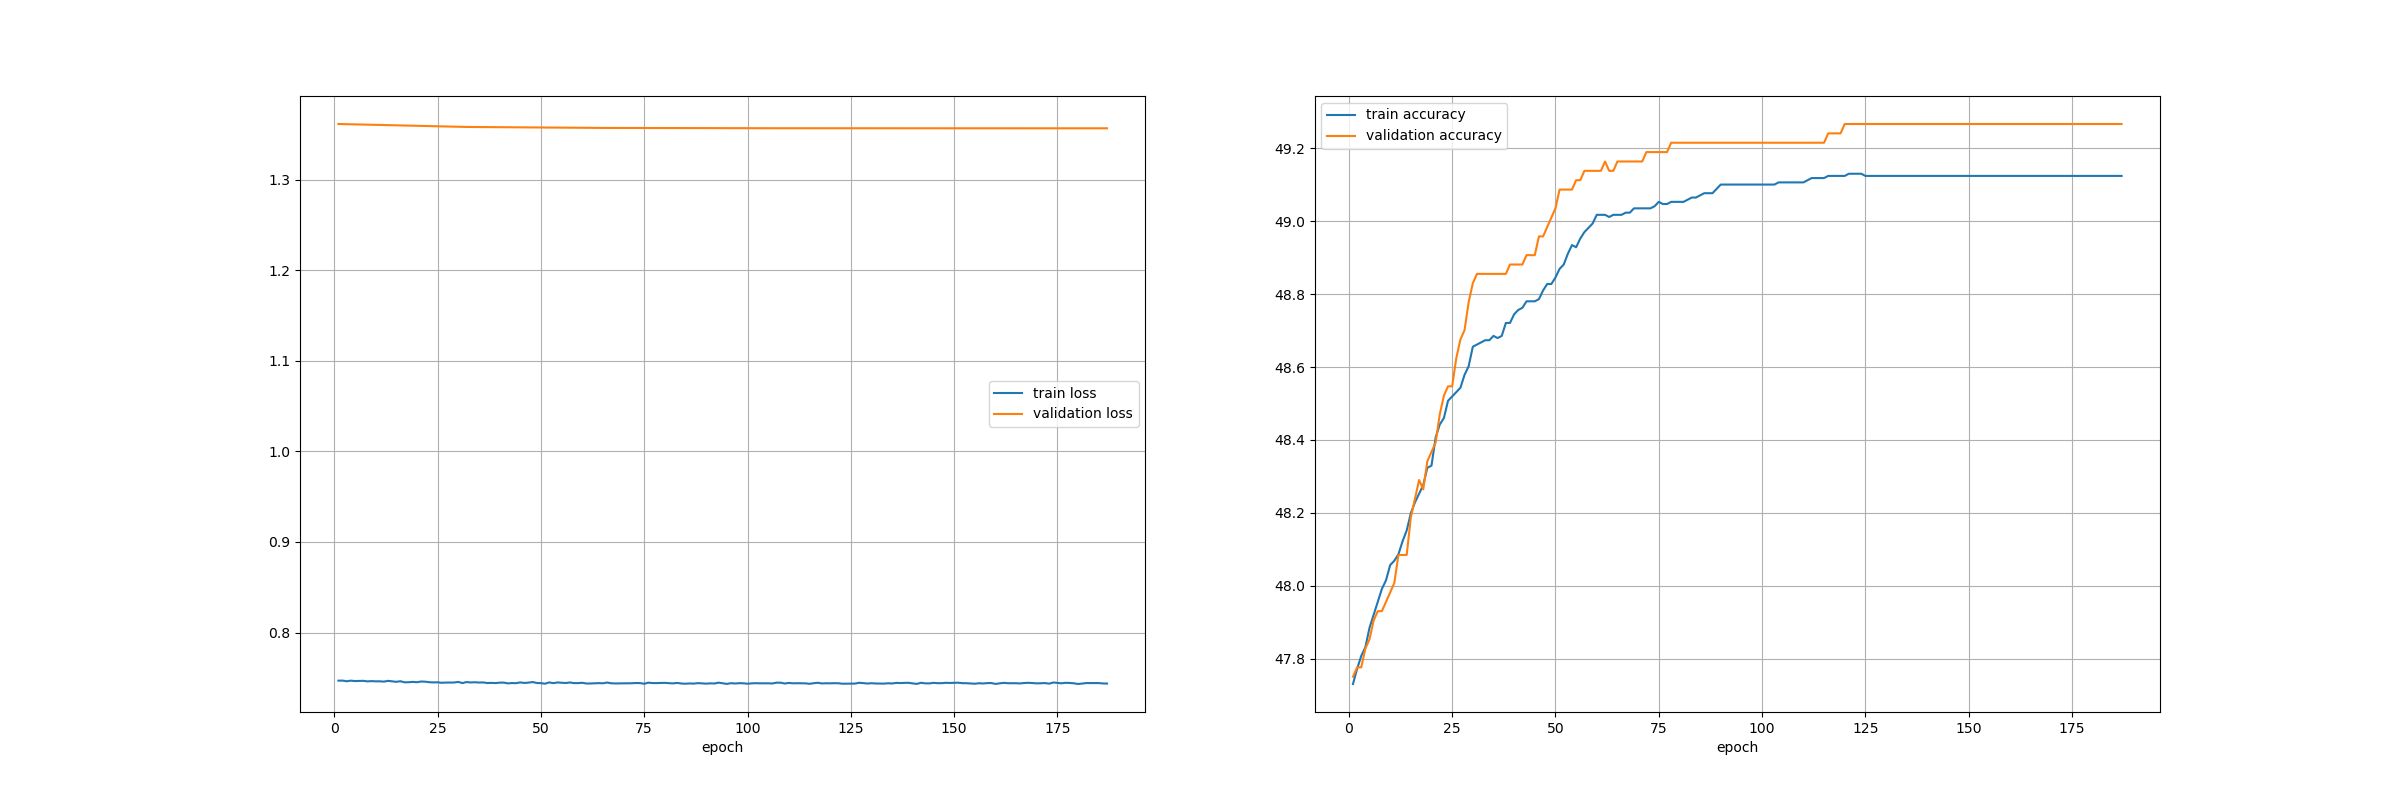 1.3
1.2
1.1
1.0
0.9
0.8
0 25 50 75 100 125 150 175
epoch
train loss
validation loss
train accuracy
validation accuracy
49.2
49.0
48.8
48.6
48.4
48.2
48.0
47.8
0 25 50 75 100 125 150 175
epoch